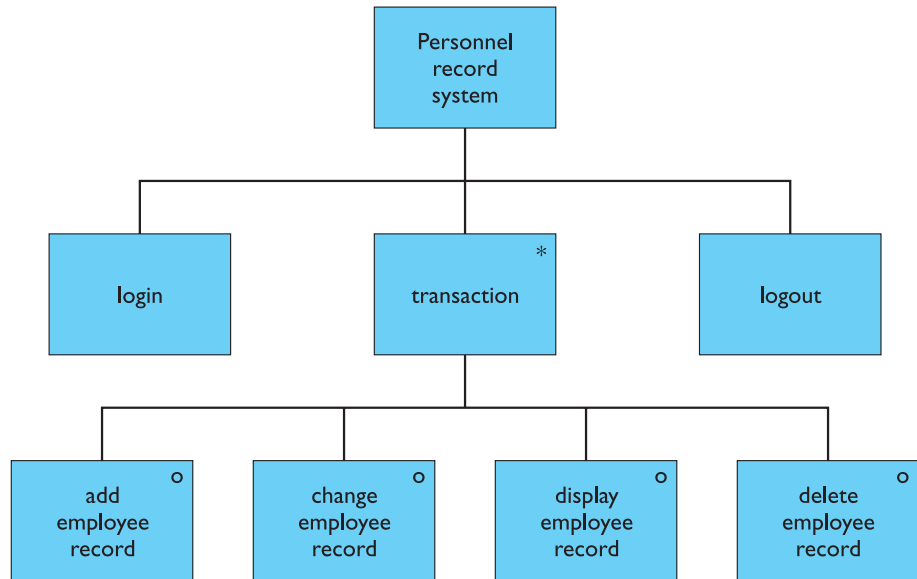 Personnel
record
system
login
*
transaction
logout
o
add
employee
record
o
change
employee
record
o
display
employee
record
o
delete
employee
record